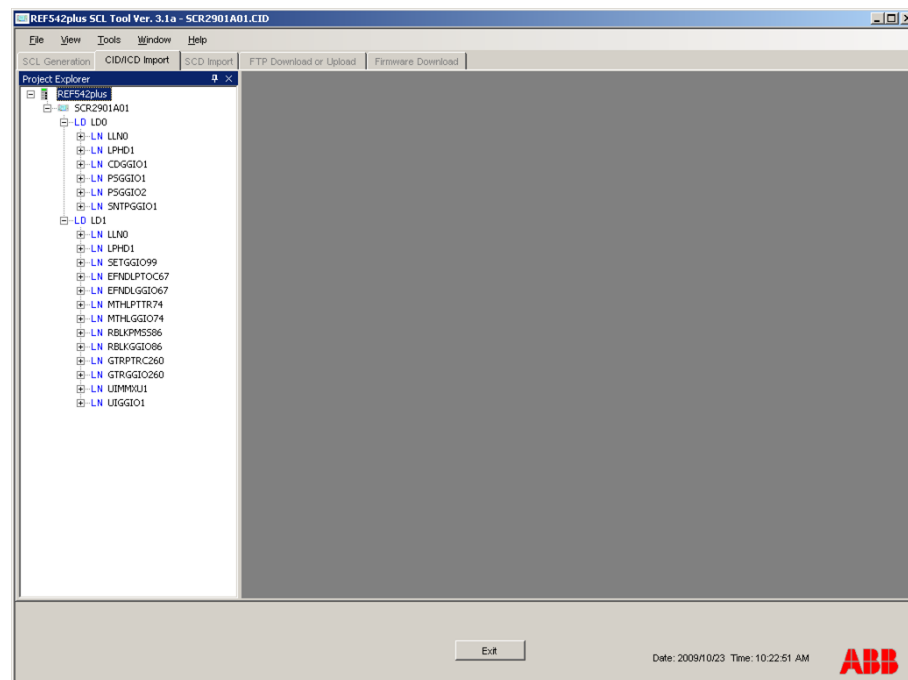 REF542plus SCL Tool Ver. 3.1a - SCR2901A01.CID
File View Tools Window Help
SCL Generation CID/ICD Import SCD Import FTP Download or Upload Firmware Download
Project Explorer
REF542plus
SCR2901A01
LD LD0
LN LLN0
LN LPHD1
LN CDGGIO1
LN PSGGIO1
LN PSGGIO2
LN SNTPGGIO1
LD LD1
LN LLN0
LN LPHD1
LN SETGGIO99
LN EFNDLPTOC67
LN EFNDLGGIO67
LN MTHLPTTR74
LN MTHLGGIO74
LN RBLKPMSS86
LN RBLKGGIO86
LN GTRPTRC260
LN GTRGGIO260
LN UIMMXU1
LN UIGGIO1
Exit
Date: 2009/10/23 Time: 10:22:51 AM
ABB